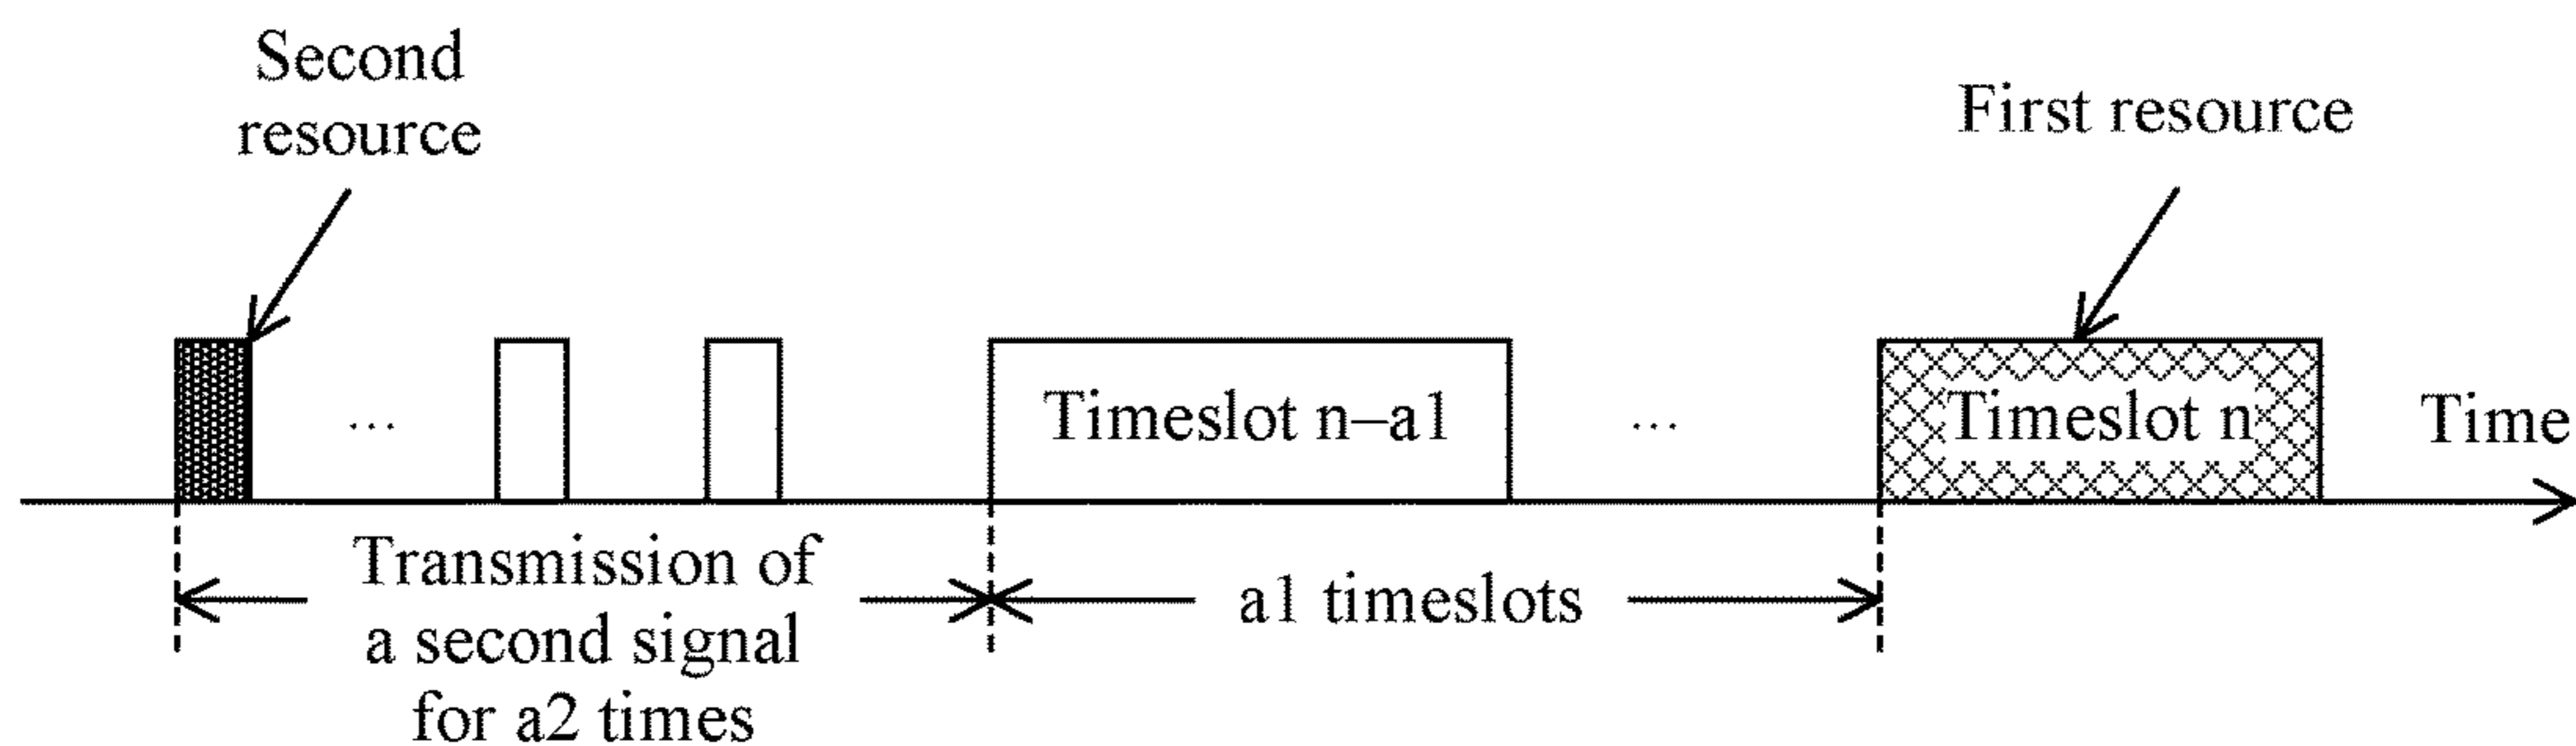 Second
resource
First resource
...
Timeslot n–a1
...
Timeslot n
Time
Transmission of
a second signal
for a2 times
a1 timeslots